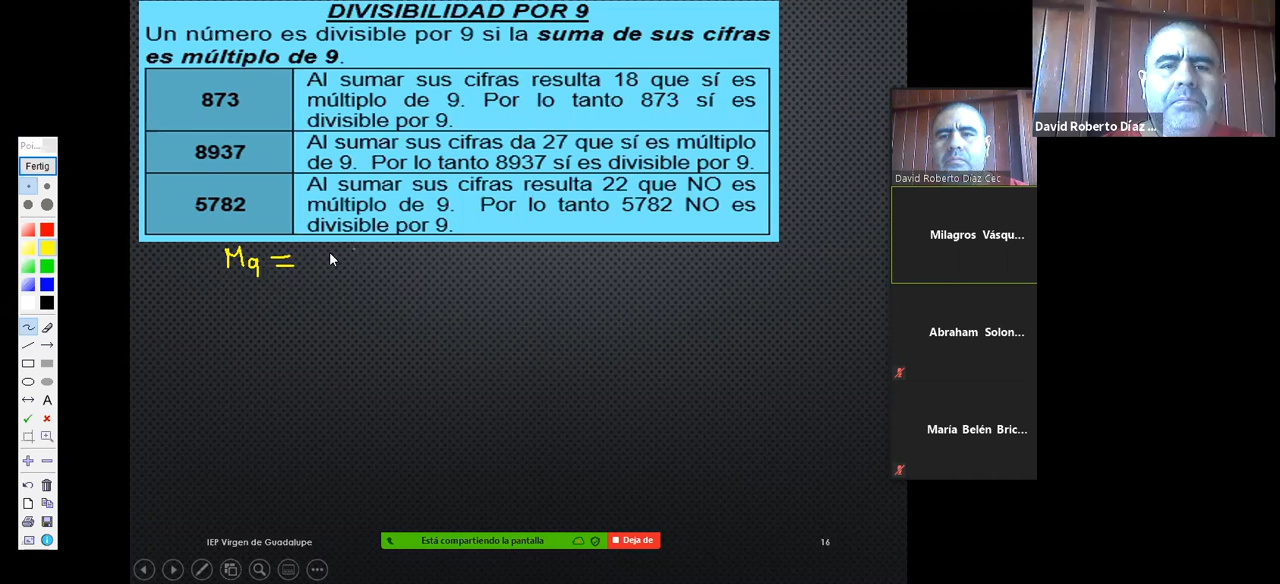 DIVISIBILIDAD POR 9
Un número es divisible por 9 si la suma de sus cifras
es múltiplo de 9.
873
Al sumar sus cifras resulta 18 que sí es
múltiplo de 9. Por lo tanto 873 sí es
divisible por 9.
8937
Al sumar sus cifras da 27 que sí es múltiplo
de 9. Por lo tanto 8937 sí es divisible por 9.
5782
Al sumar sus cifras resulta 22 que NO es
múltiplo de 9. Por lo tanto 5782 NO es
divisible por 9.
M9 =
Poi...
Fertig
A
David Roberto Díaz ...
David Roberto Díaz Cec
Milagros Vásqu...
Abraham Solon...
María Belén Bric...
IEP Virgen de Guadalupe
Está compartiendo la pantalla
Deja de
16